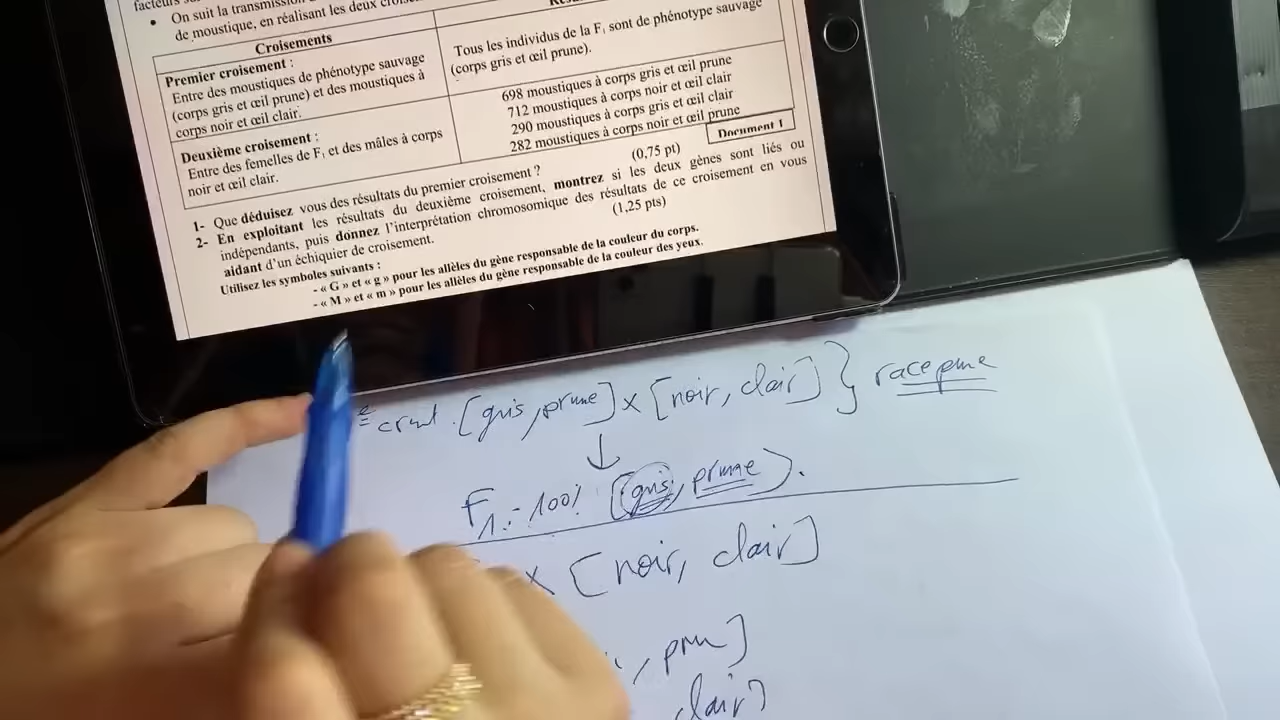 facteurs
• On suit la transmission
de moustique, en réalisant les deux
Croisements
Premier croisement :
Entre des moustiques de phénotype sauvage
(corps gris et œil prune) et des moustiques à
corps noir et œil clair.
Tous les individus de la F1 sont de phénotype sauvage
(corps gris et œil prune).
Deuxième croisement :
Entre des femelles de F1 et des mâles à corps
noir et œil clair.
698 moustiques à corps gris et œil prune
712 moustiques à corps noir et œil clair
290 moustiques à corps gris et œil clair
282 moustiques à corps noir et œil prune
Document 1
1- Que déduisez vous des résultats du premier croisement ? (0,75 pt)
2- En exploitant les résultats du deuxième croisement, montrez si les deux gènes sont liés ou
indépendants, puis donnez l'interprétation chromosomique des résultats de ce croisement en vous
aidant d'un échiquier de croisement. (1,25 pts)
Utilisez les symboles suivants :
- « G » et « g » pour les allèles du gène responsable de la couleur du corps.
- « M » et « m » pour les allèles du gène responsable de la couleur des yeux.
[gris, prune] x [noir, clair] } race pure
↓
F1 :- 100% [gris, prune].
x [noir, clair]
, pru]
clair]